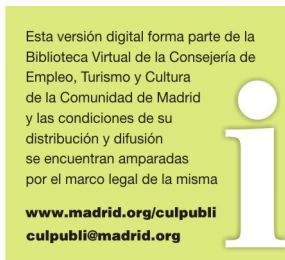 Esta versión digital forma parte de la
Biblioteca Virtual de la Consejería de
Empleo, Turismo y Cultura
de la Comunidad de Madrid
y las condiciones de su
distribución y difusión
se encuentran amparadas
por el marco legal de la misma
www.madrid.org/culpubli
culpubli@madrid.org
i